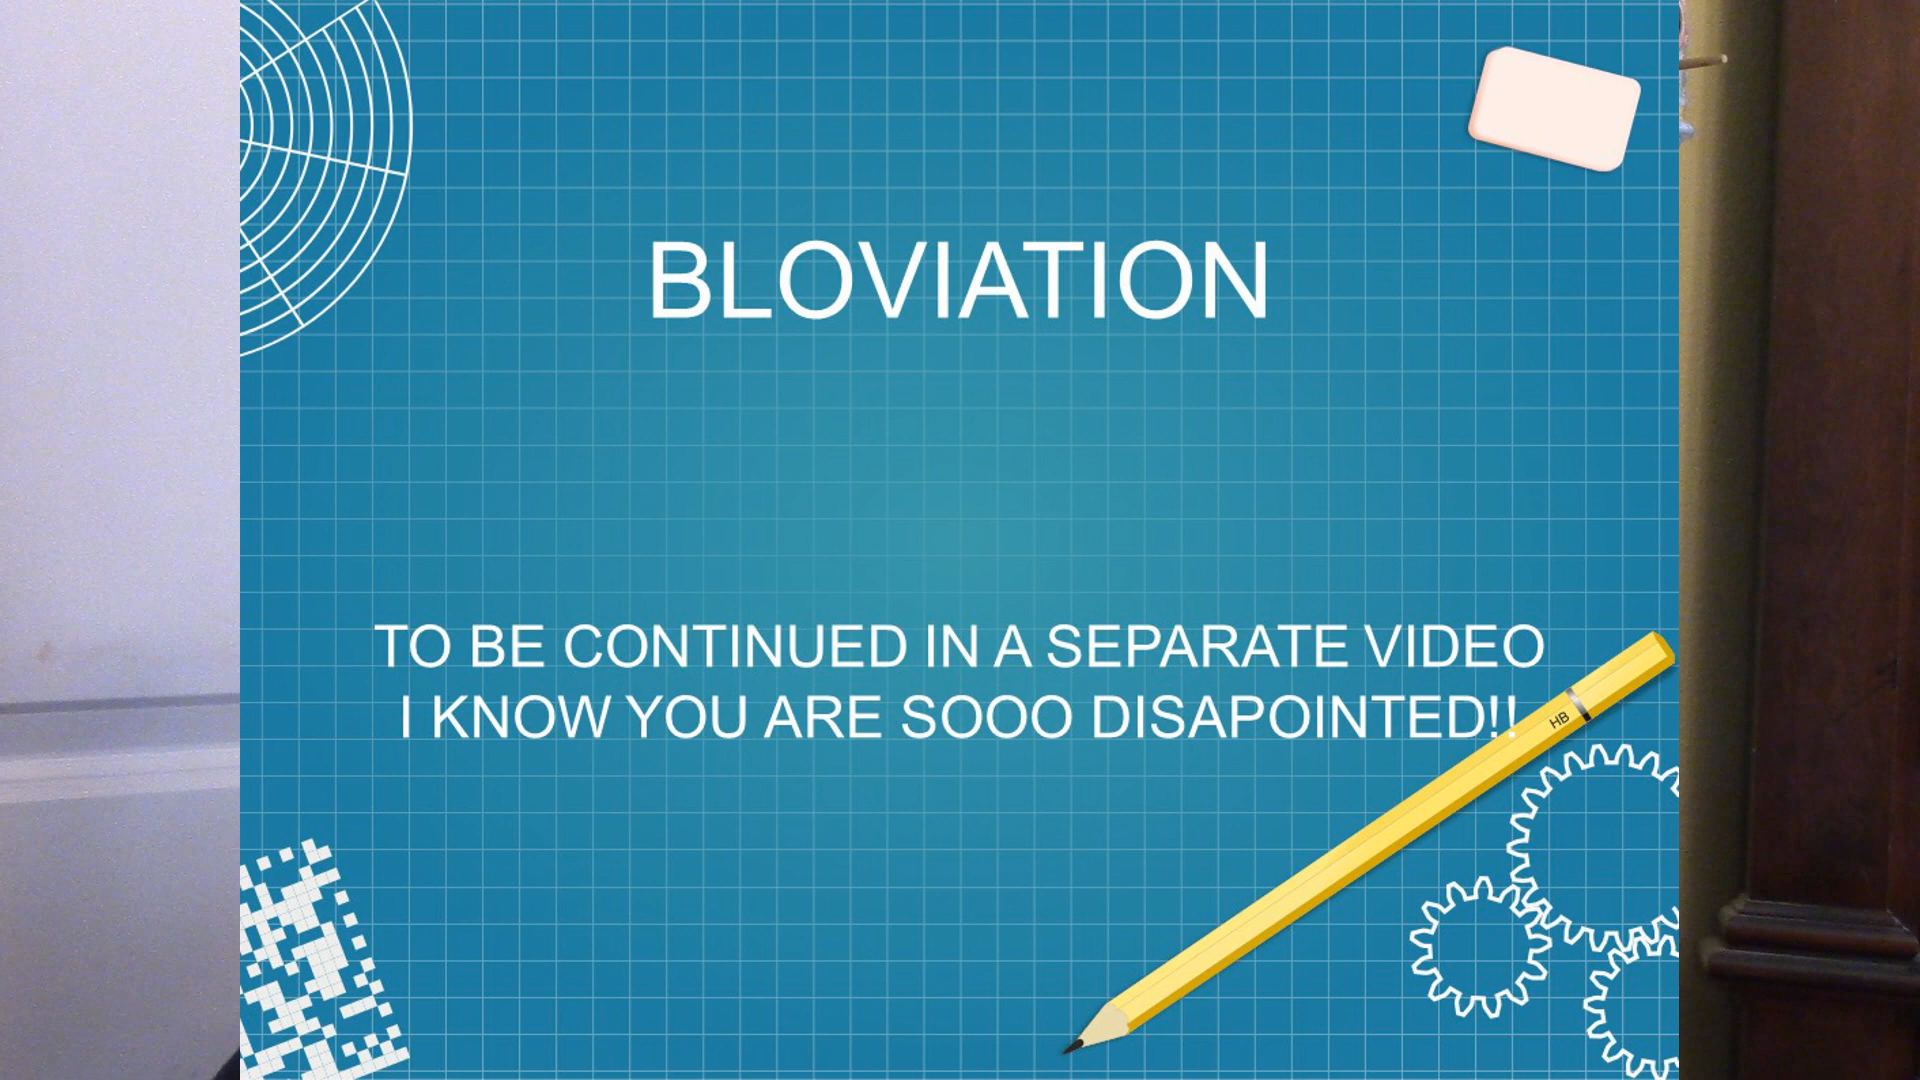 BLOVIATION
TO BE CONTINUED IN A SEPARATE VIDEO
I KNOW YOU ARE SOOO DISAPOINTED!!
HB